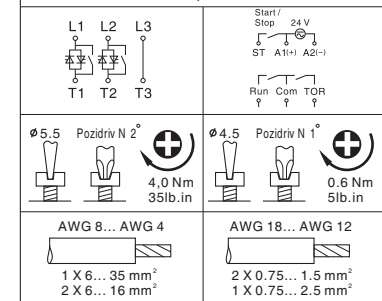 L1 L2 L3
T1 T2 T3
Start /
Stop 24 V
ST A1(+) A2(–)
Run Com TOR
ø 5.5 Pozidriv N 2°
4,0 Nm
35lb.in
ø 4.5 Pozidriv N 1°
0.6 Nm
5lb.in
AWG 8... AWG 4
1 X 6... 35 mm²
2 X 6... 16 mm²
AWG 18... AWG 12
2 X 0.75... 1.5 mm²
1 X 0.75... 2.5 mm²